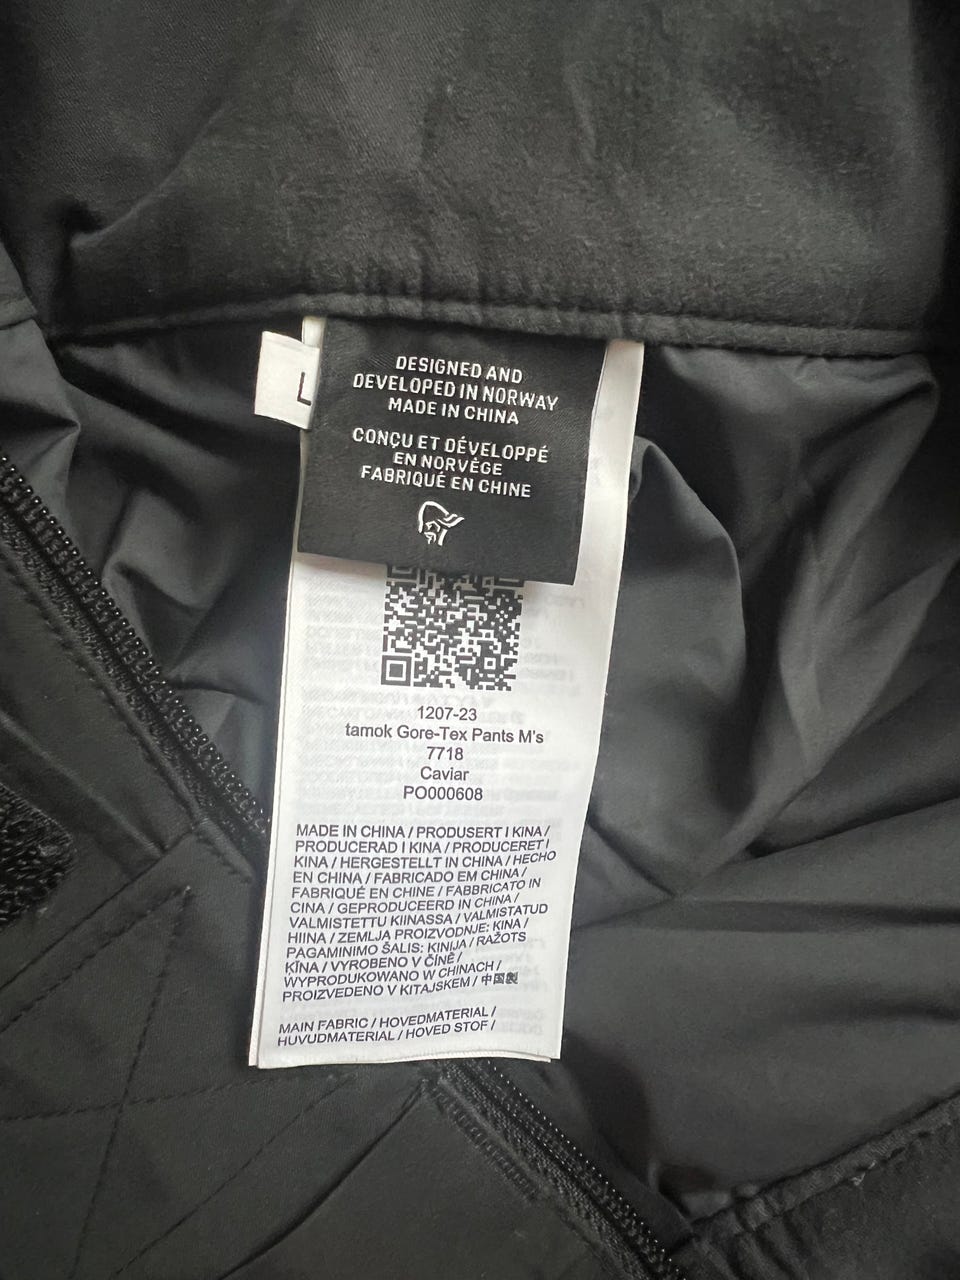 L
DESIGNED AND
DEVELOPED IN NORWAY
MADE IN CHINA
CONÇU ET DÉVELOPPÉ
EN NORVÈGE
FABRIQUÉ EN CHINE
1207-23
tamok Gore-Tex Pants M's
7718
Caviar
PO000608
MADE IN CHINA / PRODUSERT I KINA /
PRODUCERAD I KINA / PRODUCERET I
KINA / HERGESTELLT IN CHINA / HECHO
EN CHINA / FABRICADO EM CHINA /
FABRIQUÉ EN CHINE / FABBRICATO IN
CINA / GEPRODUCEERD IN CHINA /
VALMISTETTU KIINASSA / VALMISTATUD
HIINA / ZEMLJA PROIZVODNJE: KINA /
PAGAMINIMO ŠALIS: KINIJA / RAŽOTS
ĶĪNA / VYROBENO V ČÍNĚ /
WYPRODUKOWANO W CHINACH /
PROIZVEDENO V KITAJSKEM / 中国製
MAIN FABRIC / HOVEDMATERIAL /
HUVUDMATERIAL / HOVED STOF /